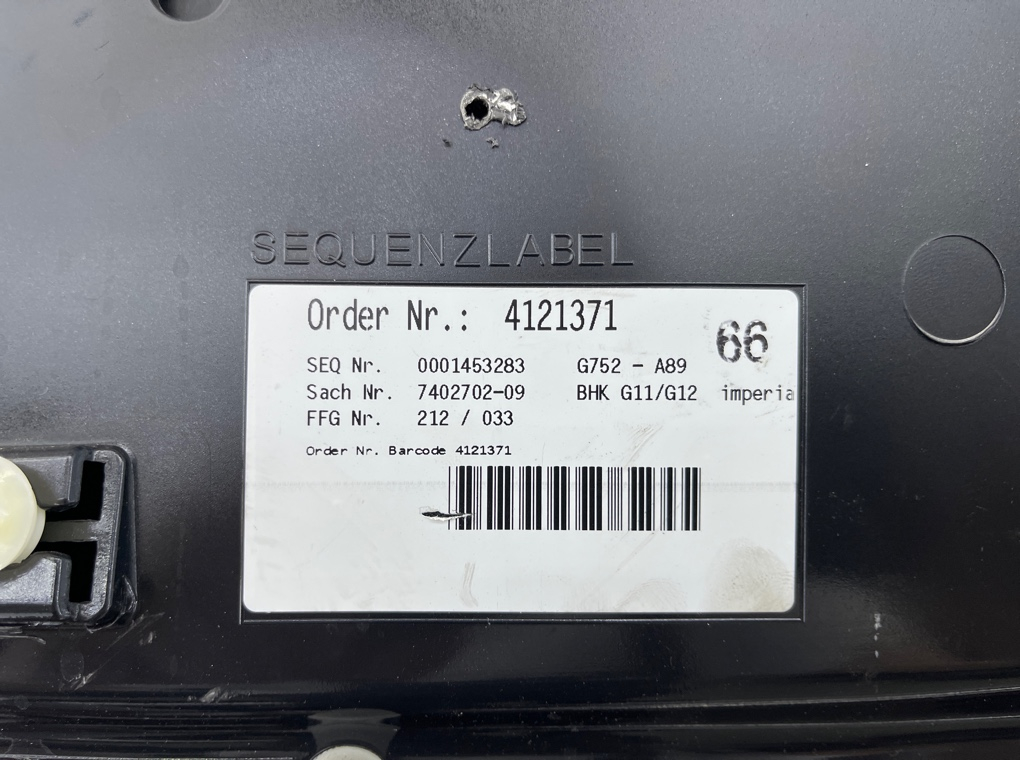 SEQUENZLABEL
Order Nr.: 4121371
66
SEQ Nr. 0001453283 G752 - A89
Sach Nr. 7402702-09 BHK G11/G12 imperia
FFG Nr. 212 / 033
Order Nr. Barcode 4121371